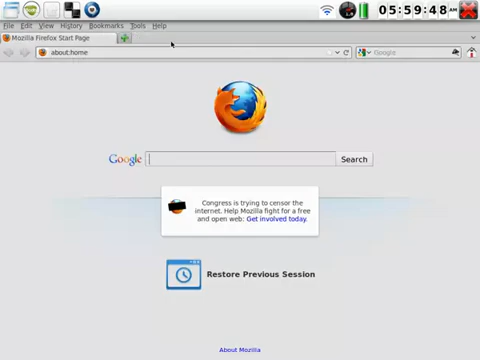 05:59:48 AM
File Edit View History Bookmarks Tools Help
Mozilla Firefox Start Page
about:home
Google
Google
Search
Congress is trying to censor the
internet. Help Mozilla fight for a free
and open web: Get involved today.
Restore Previous Session
About Mozilla